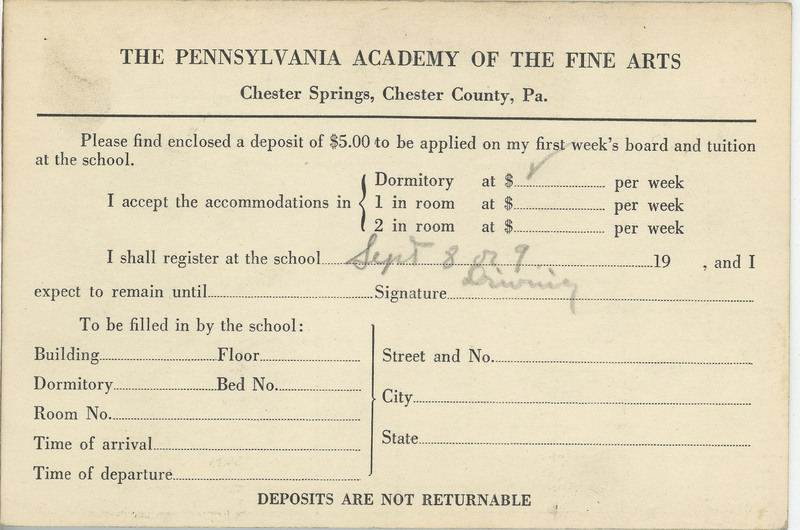 THE PENNSYLVANIA ACADEMY OF THE FINE ARTS
Chester Springs, Chester County, Pa.
Please find enclosed a deposit of $5.00 to be applied on my first week's board and tuition
at the school.
I accept the accommodations in
Dormitory at $ ✓ per week
1 in room at $ per week
2 in room at $ per week
I shall register at the school Sept 8 or 9 19 , and I
expect to remain until Signature
To be filled in by the school:
Building Floor
Dormitory Bed No.
Room No.
Time of arrival
Time of departure
Street and No.
City
State
DEPOSITS ARE NOT RETURNABLE